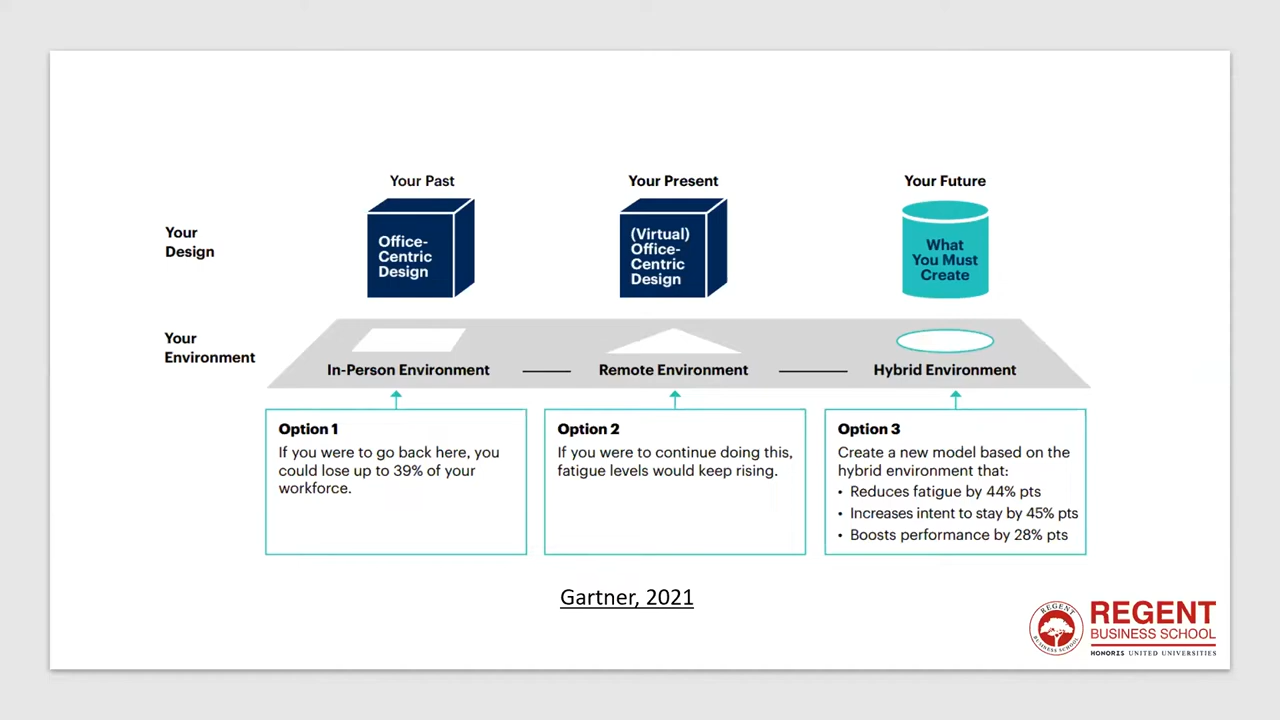 Your Past
Your Present
Your Future
Your
Design
Office-
Centric
Design
(Virtual)
Office-
Centric
Design
What
You Must
Create
Your
Environment
In-Person Environment
Remote Environment
Hybrid Environment
Option 1
If you were to go back here, you
could lose up to 39% of your
workforce.
Option 2
If you were to continue doing this,
fatigue levels would keep rising.
Option 3
Create a new model based on the
hybrid environment that:
• Reduces fatigue by 44% pts
• Increases intent to stay by 45% pts
• Boosts performance by 28% pts
Gartner, 2021
REGENT
BUSINESS SCHOOL
REGENT
BUSINESS SCHOOL
HONORIS UNITED UNIVERSITIES